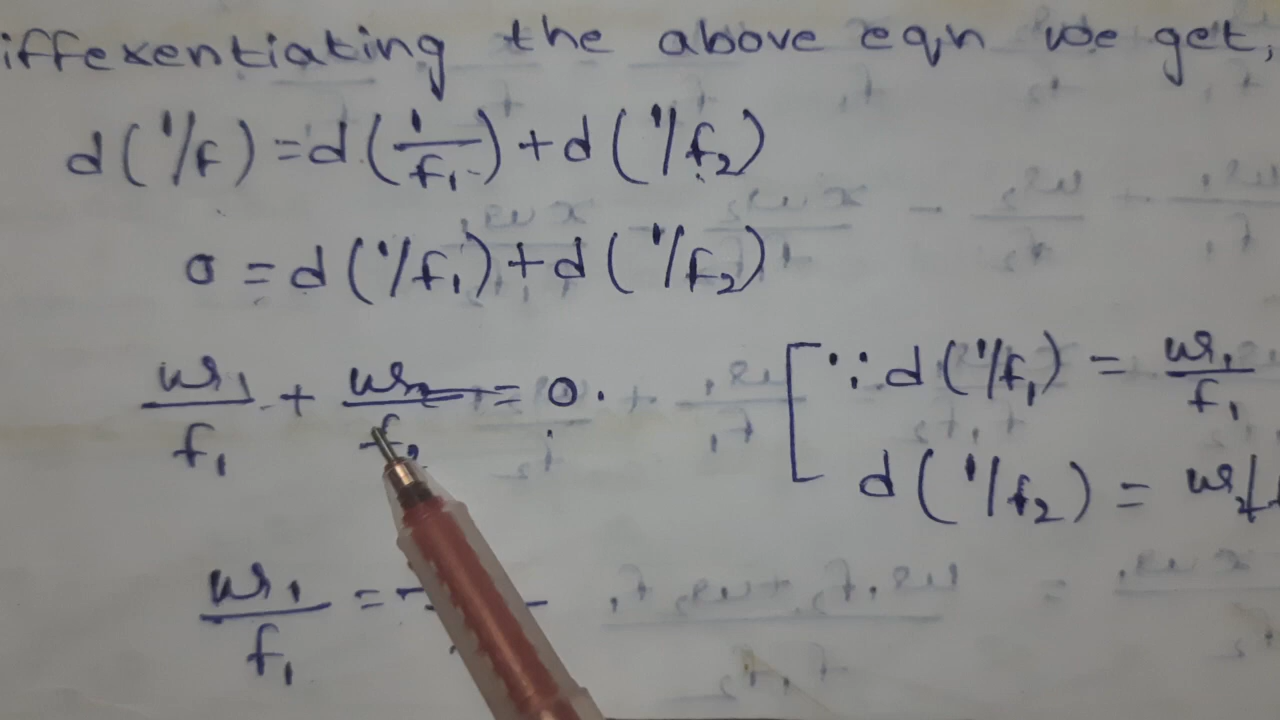 iffexentiating the above eqn we get,
d(1/f) = d(1/f₁) + d(1/f₂)
0 = d(1/f₁) + d(1/f₂)
ω₁/f₁ + ω₂/f₂ = 0.
[∵ d(1/f₁) = ω₁/f₁
d(1/f₂) = ω₂/
ω₁/f₁ = -